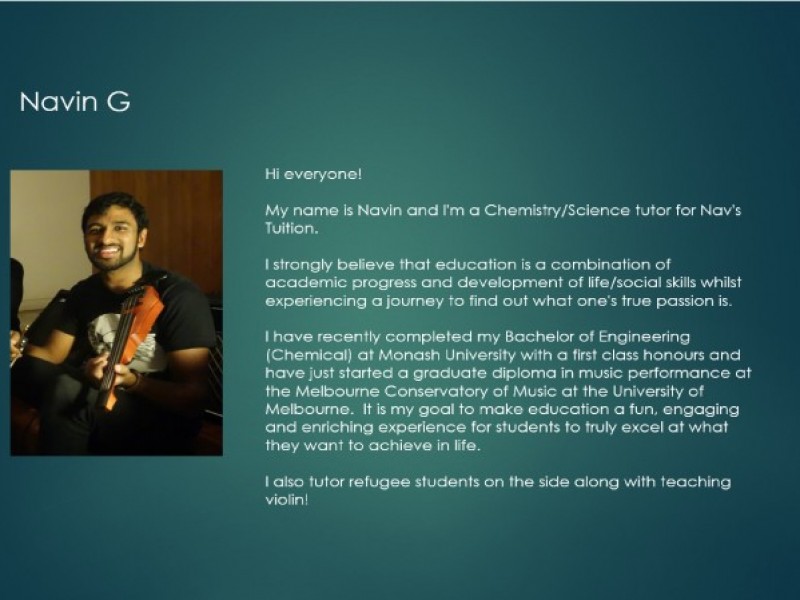 Navin G
Hi everyone!
My name is Navin and I'm a Chemistry/Science tutor for Nav's
Tuition.
I strongly believe that education is a combination of
academic progress and development of life/social skills whilst
experiencing a journey to find out what one's true passion is.
I have recently completed my Bachelor of Engineering
(Chemical) at Monash University with a first class honours and
have just started a graduate diploma in music performance at
the Melbourne Conservatory of Music at the University of
Melbourne.  It is my goal to make education a fun, engaging
and enriching experience for students to truly excel at what
they want to achieve in life.
I also tutor refugee students on the side along with teaching
violin!